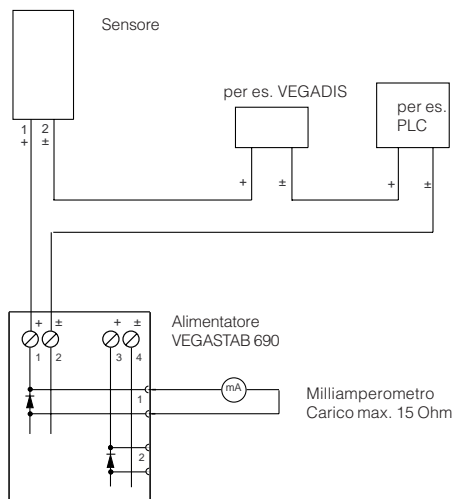 Sensore
per es. VEGADIS
per es.
PLC
1 2
+ ±
+ ± + ±
Alimentatore
VEGASTAB 690
+ ± + ±
1 2 3 4
1
mA
Milliamperometro
Carico max. 15 Ohm
2